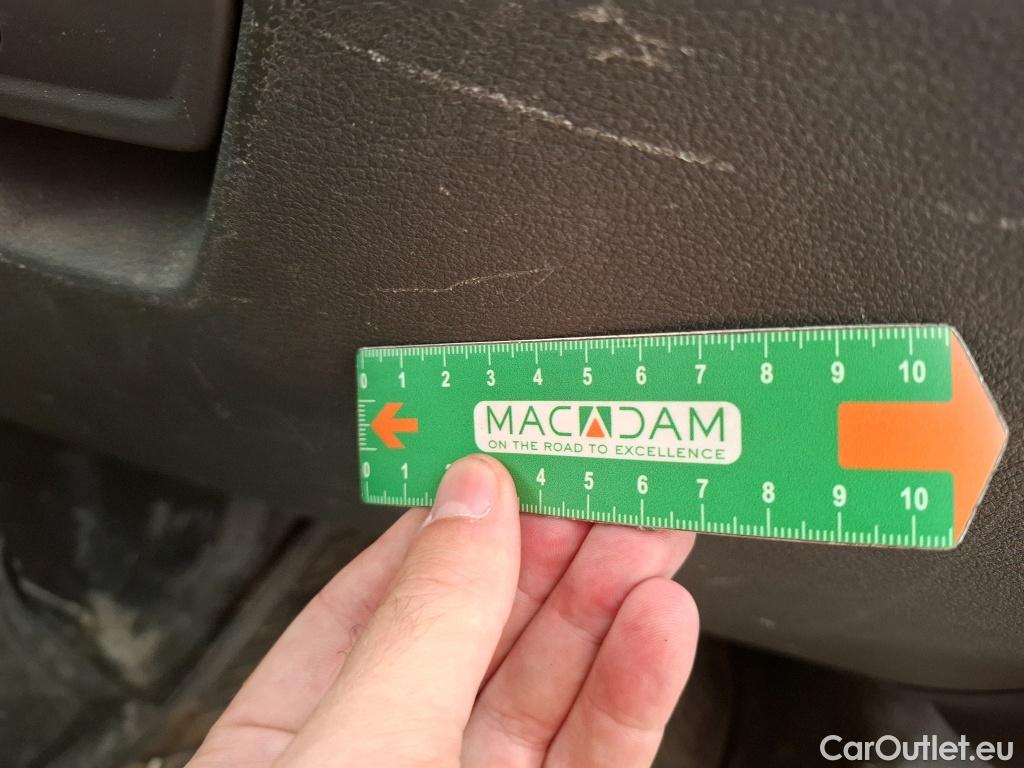 0 1 2 3 4 5 6 7 8 9 10
MACADAM
ON THE ROAD TO EXCELLENCE
0 1 4 5 6 7 8 9 10
CarOutlet.eu